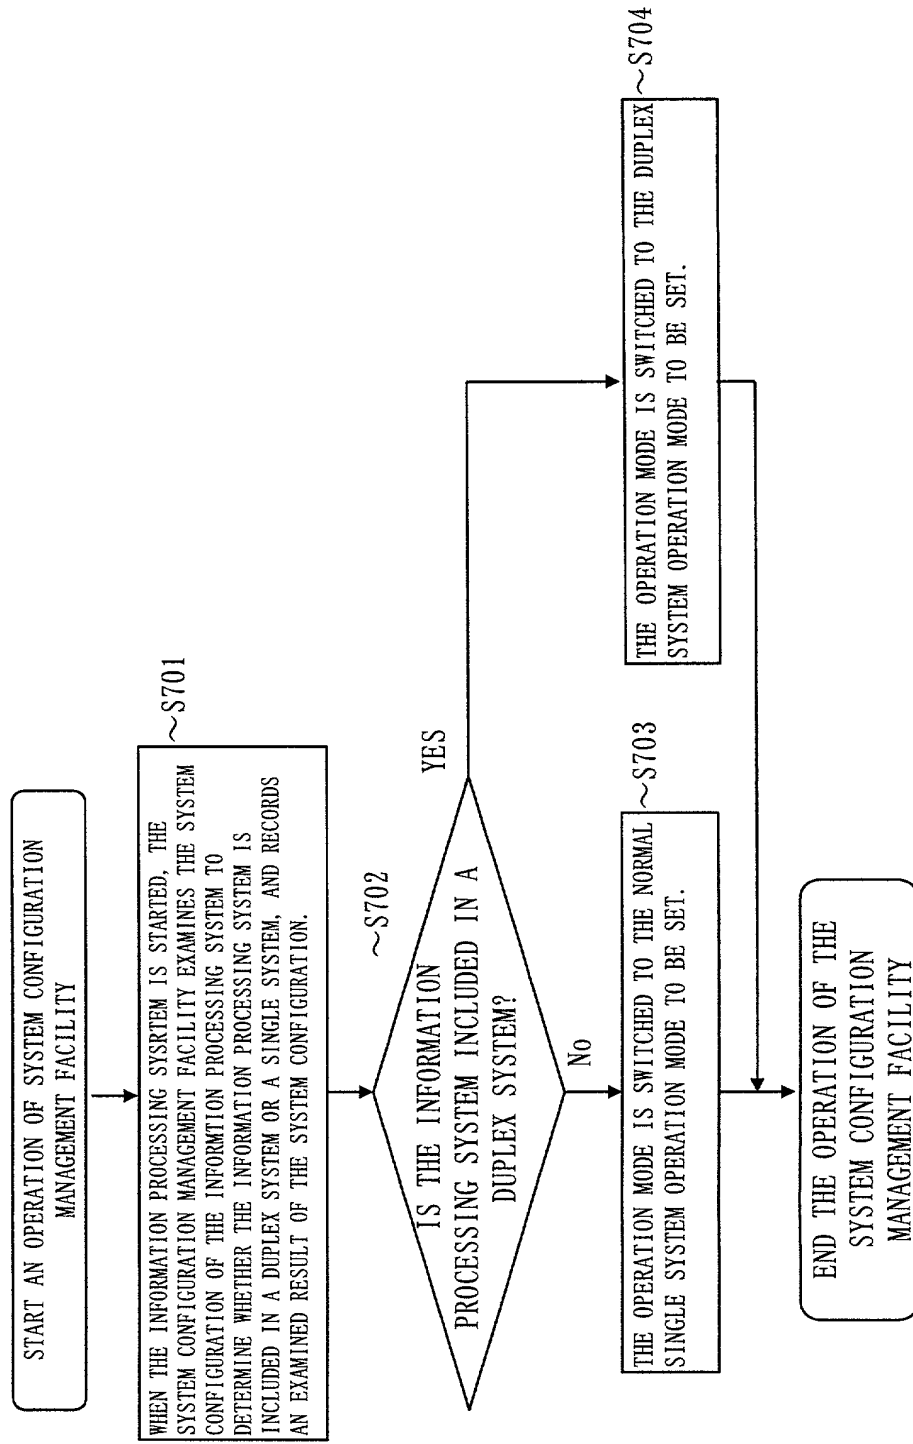 START AN OPERATION OF SYSTEM CONFIGURATION
MANAGEMENT FACILITY
~S701
WHEN THE INFORMATION PROCESSING SYSRTEM IS STARTED, THE
SYSTEM CONFIGURATION MANAGEMENT FACILITY EXAMINES THE SYSTEM
CONFIGURATION OF THE INFORMTION PROCESSING SYSTEM TO
DETERMINE WHETHER THE INFORMATION PROCESSING SYSTEM IS
INCLUDED IN A DUPLEX SYSTEM OR A SINGLE SYSTEM, AND RECORDS
AN EXAMINED RESULT OF THE SYSTEM CONFIGURATION.
~S702
IS THE INFORMATION
PROCESSING SYSTEM INCLUDED IN A
DUPLEX SYSTEM?
YES
No
~S703
THE OPERATION MODE IS SWITCHED TO THE NORMAL
SINGLE SYSTEM OPERATION MODE TO BE SET.
~S704
THE OPERATION MODE IS SWITCHED TO THE DUPLEX
SYSTEM OPERATION MODE TO BE SET.
END THE OPERATION OF THE
SYSTEM CONFIGURATION
MANAGEMENT FACILITY